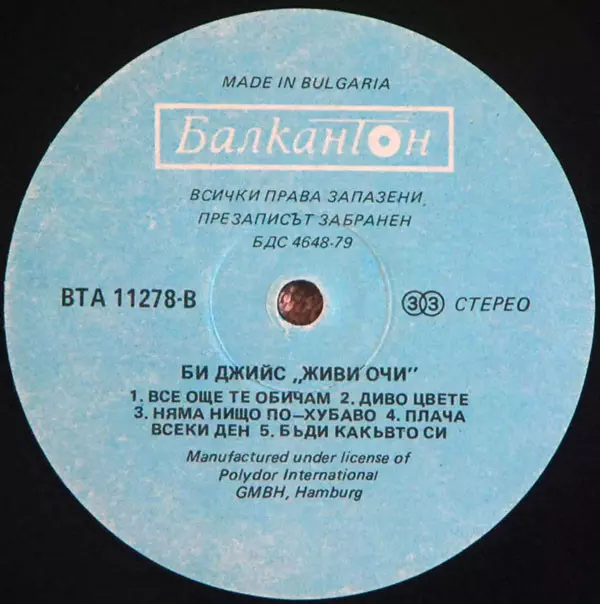 MADE IN BULGARIA
Балкантон
ВСИЧКИ ПРАВА ЗАПАЗЕНИ,
ПРЕЗАПИСЪТ ЗАБРАНЕН
БДС 4648-79
ВТА 11278-В
33 СТЕРЕО
БИ ДЖИЙС „ЖИВИ ОЧИ"
1. ВСЕ ОЩЕ ТЕ ОБИЧАМ 2. ДИВО ЦВЕТЕ
3. НЯМА НИЩО ПО-ХУБАВО 4. ПЛАЧА
ВСЕКИ ДЕН 5. БЪДИ КАКЪВТО СИ
Manufactured under license of
Polydor International
GMBH, Hamburg